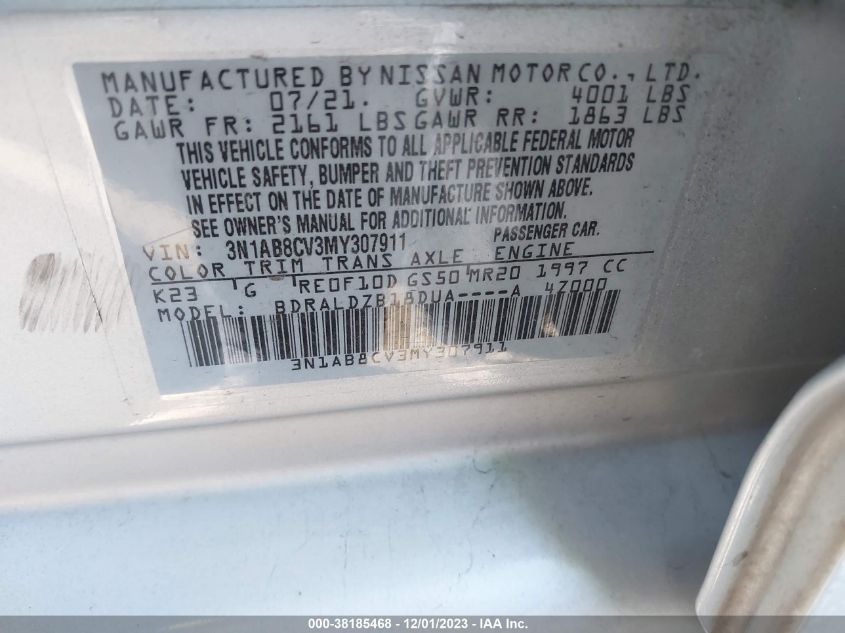 MANUFACTURED BY NISSAN MOTOR CO., LTD.
DATE: 07/21. GVWR: 4001 LBS
GAWR FR: 2161 LBS GAWR RR: 1863 LBS
THIS VEHICLE CONFORMS TO ALL APPLICABLE FEDERAL MOTOR
VEHICLE SAFETY, BUMPER AND THEFT PREVENTION STANDARDS
IN EFFECT ON THE DATE OF MANUFACTURE SHOWN ABOVE.
SEE OWNER'S MANUAL FOR ADDITIONAL INFORMATION.
VIN: 3N1AB8CV3MY307911 PASSENGER CAR.
COLOR TRIM TRANS AXLE ENGINE
K23 G RE0F10D GS50 MR20 1997 CC
MODEL: BDRALDZB18DUA----A 4Z000
3N1AB8CV3MY307911
000-38185468 - 12/01/2023 - IAA Inc.